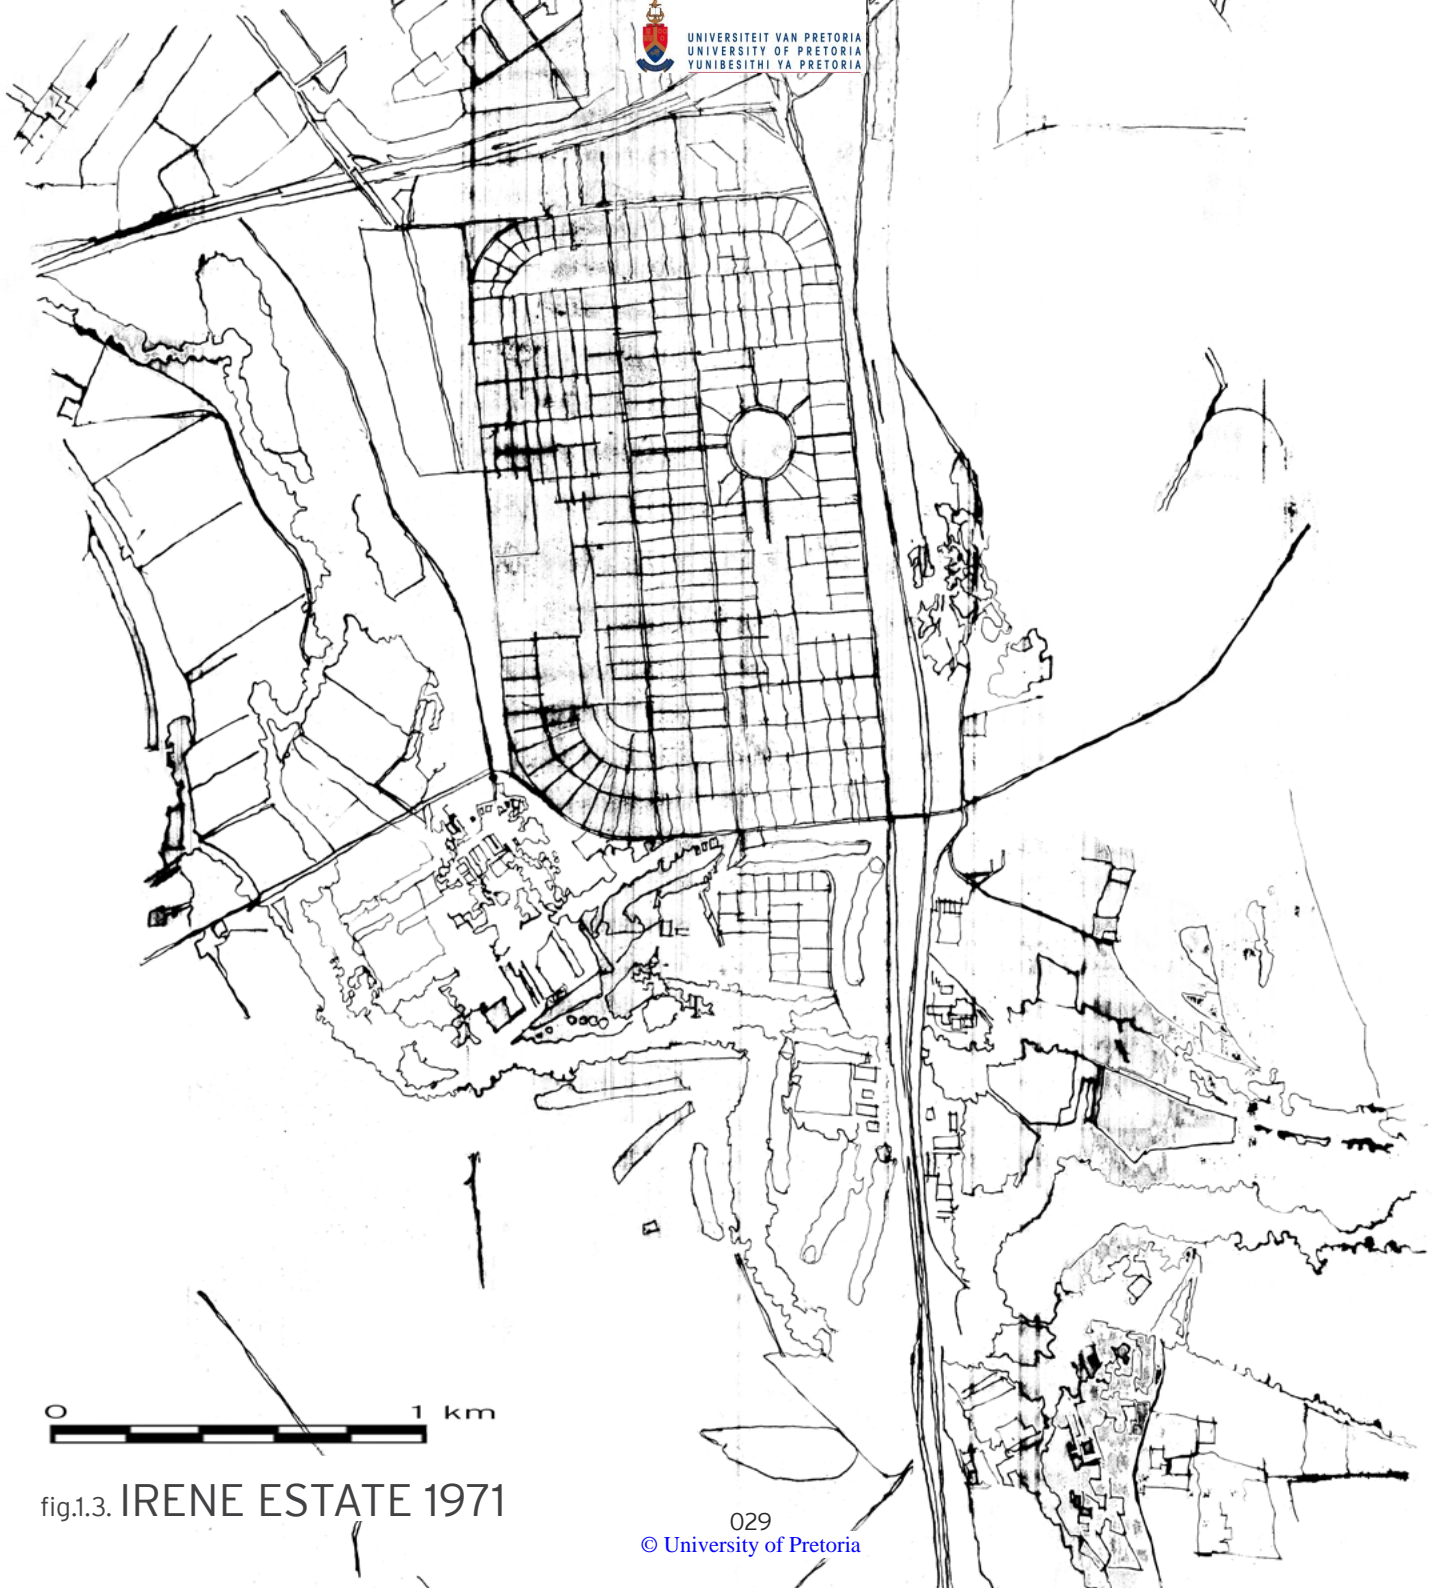 UNIVERSITEIT VAN PRETORIA
UNIVERSITY OF PRETORIA
YUNIBESITHI YA PRETORIA
0 1 km
fig.1.3. IRENE ESTATE 1971
029
© University of Pretoria